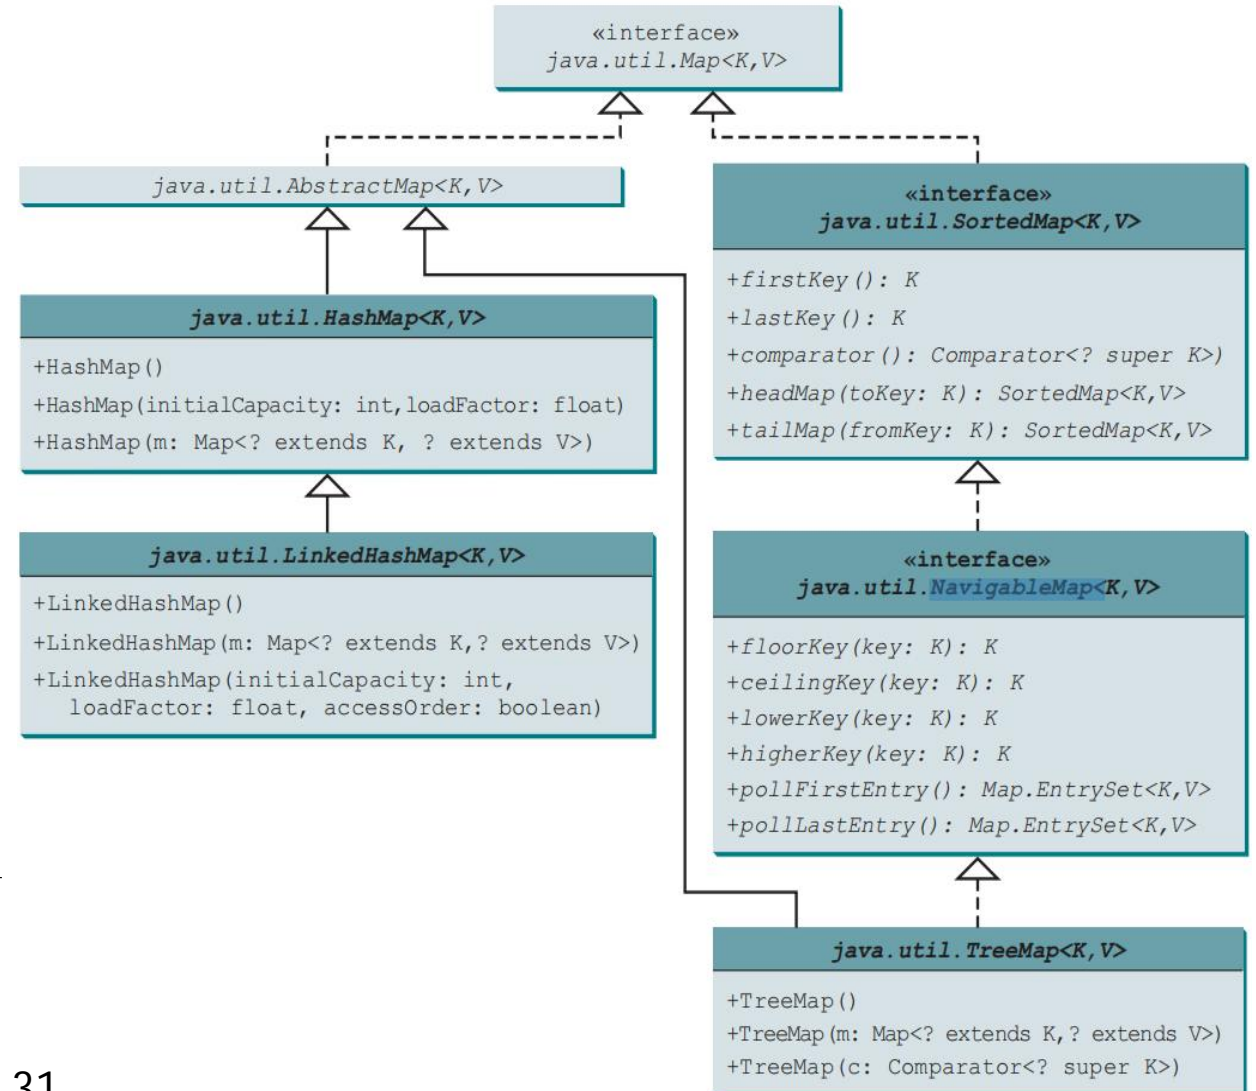 «interface»
java.util.Map<K,V>
java.util.AbstractMap<K,V>
java.util.HashMap<K,V>
+HashMap()
+HashMap(initialCapacity: int,loadFactor: float)
+HashMap(m: Map<? extends K, ? extends V>)
java.util.LinkedHashMap<K,V>
+LinkedHashMap()
+LinkedHashMap(m: Map<? extends K,? extends V>)
+LinkedHashMap(initialCapacity: int,
loadFactor: float, accessOrder: boolean)
«interface»
java.util.SortedMap<K,V>
+firstKey(): K
+lastKey(): K
+comparator(): Comparator<? super K>)
+headMap(toKey: K): SortedMap<K,V>
+tailMap(fromKey: K): SortedMap<K,V>
«interface»
java.util.NavigableMap<K,V>
+floorKey(key: K): K
+ceilingKey(key: K): K
+lowerKey(key: K): K
+higherKey(key: K): K
+pollFirstEntry(): Map.EntrySet<K,V>
+pollLastEntry(): Map.EntrySet<K,V>
java.util.TreeMap<K,V>
+TreeMap()
+TreeMap(m: Map<? extends K,? extends V>)
+TreeMap(c: Comparator<? super K>)
31